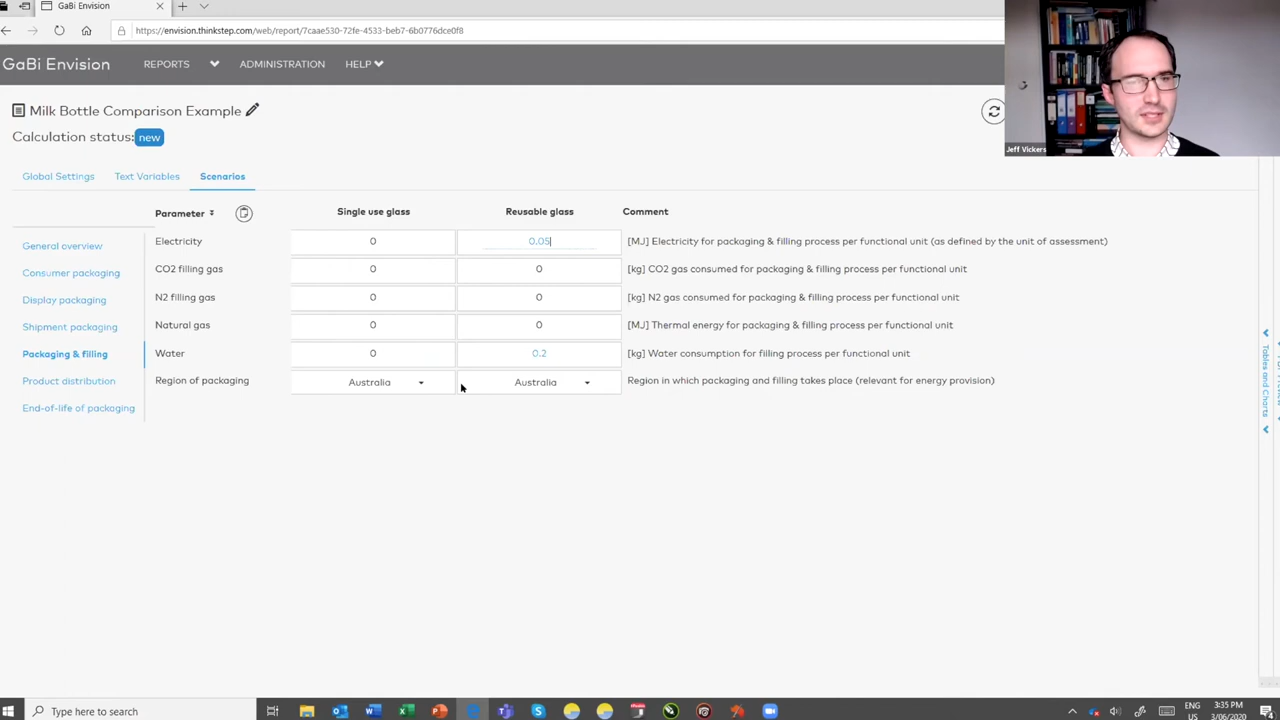 GaBi Envision
https://envision.thinkstep.com/web/report/7caae530-72fe-4533-beb7-6b0776dce0f8
GaBi Envision REPORTS ADMINISTRATION HELP
Milk Bottle Comparison Example
Calculation status: new
Jeff Vickers
Global Settings Text Variables Scenarios
Parameter Single use glass Reusable glass Comment
General overview
Consumer packaging
Display packaging
Shipment packaging
Packaging & filling
Product distribution
End-of-life of packaging
Electricity 0 0.05 [MJ] Electricity for packaging & filling process per functional unit (as defined by the unit of assessment)
CO2 filling gas 0 0 [kg] CO2 gas consumed for packaging & filling process per functional unit
N2 filling gas 0 0 [kg] N2 gas consumed for packaging & filling process per functional unit
Natural gas 0 0 [MJ] Thermal energy for packaging & filling process per functional unit
Water 0 0.2 [kg] Water consumption for filling process per functional unit
Region of packaging Australia Australia Region in which packaging and filling takes place (relevant for energy provision)
Tables and Charts
Type here to search
ENG
US
3:35 PM
3/06/2020